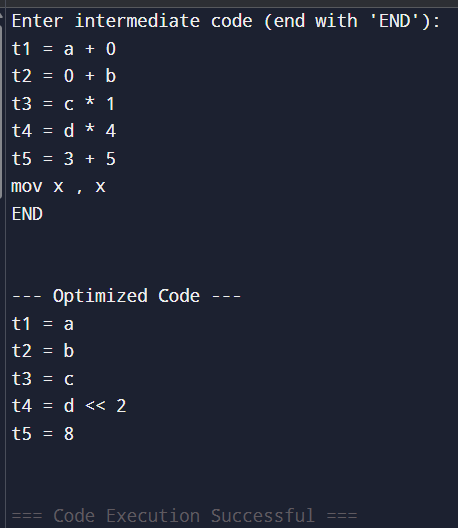 Enter intermediate code (end with 'END'):
t1 = a + 0
t2 = 0 + b
t3 = c * 1
t4 = d * 4
t5 = 3 + 5
mov x , x
END
--- Optimized Code ---
t1 = a
t2 = b
t3 = c
t4 = d << 2
t5 = 8
=== Code Execution Successful ===